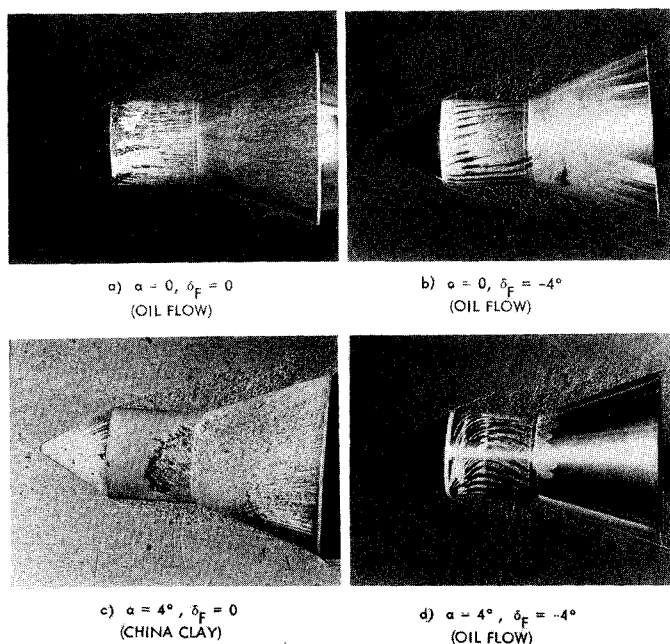 a) α = 0, δF = 0
(OIL FLOW)
b) α = 0, δF = -4°
(OIL FLOW)
c) α = 4°, δF = 0
(CHINA CLAY)
d) α = 4°, δF = -4°
(OIL FLOW)